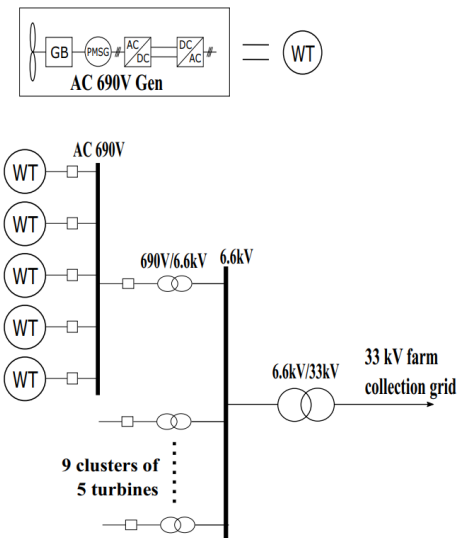 GB
PMSG
AC
DC
DC
AC
AC 690V Gen
WT
AC 690V
WT
WT
WT
WT
WT
690V/6.6kV
6.6kV
6.6kV/33kV
33 kV farm
collection grid
9 clusters of
5 turbines